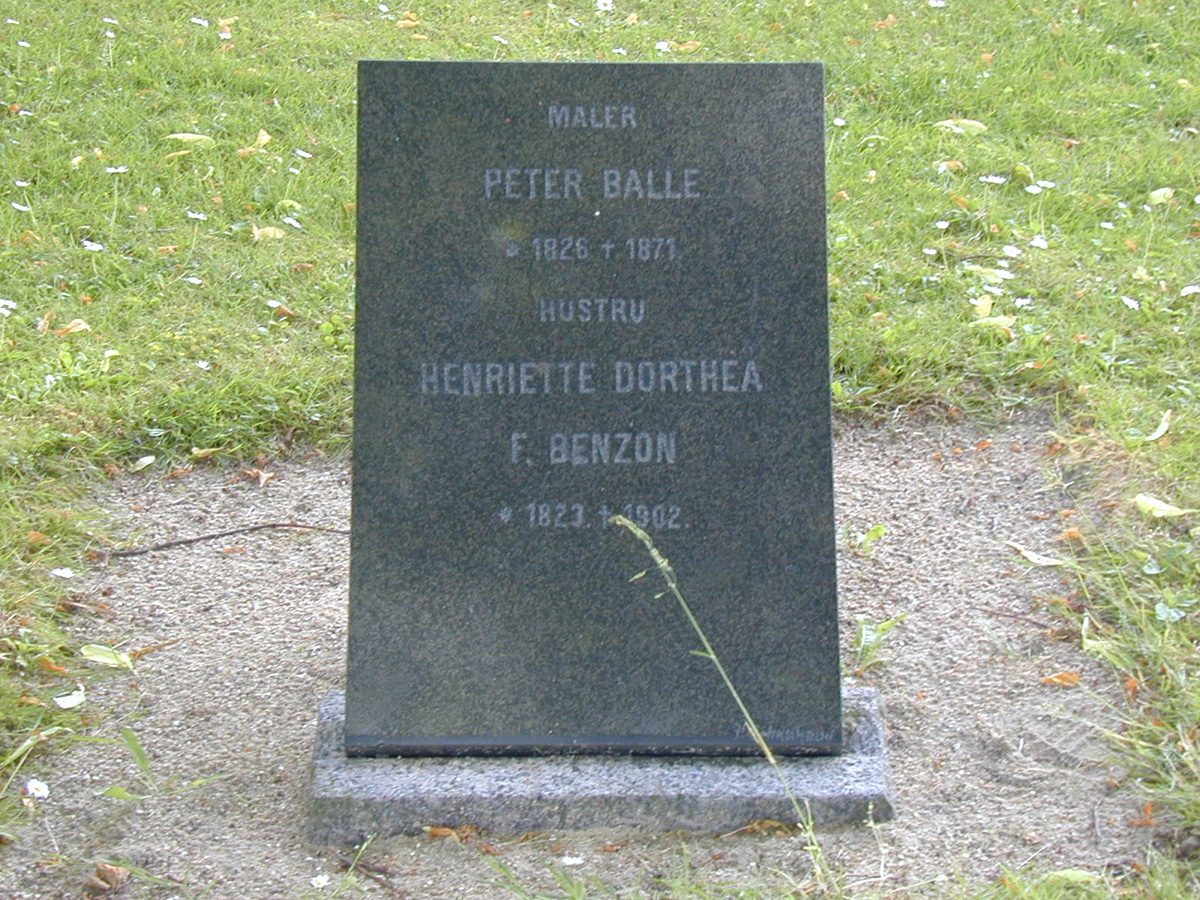 MALER
PETER BALLE
* 1826 † 1871
HUSTRU
HENRIETTE DORTHEA
F. BENZON
* 1823. † 1902.